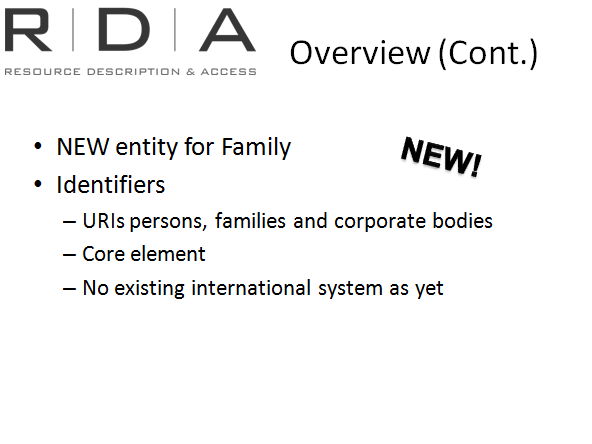 R|D|A
RESOURCE DESCRIPTION & ACCESS
Overview (Cont.)
• NEW entity for Family
NEW!
• Identifiers
– URIs persons, families and corporate bodies
– Core element
– No existing international system as yet